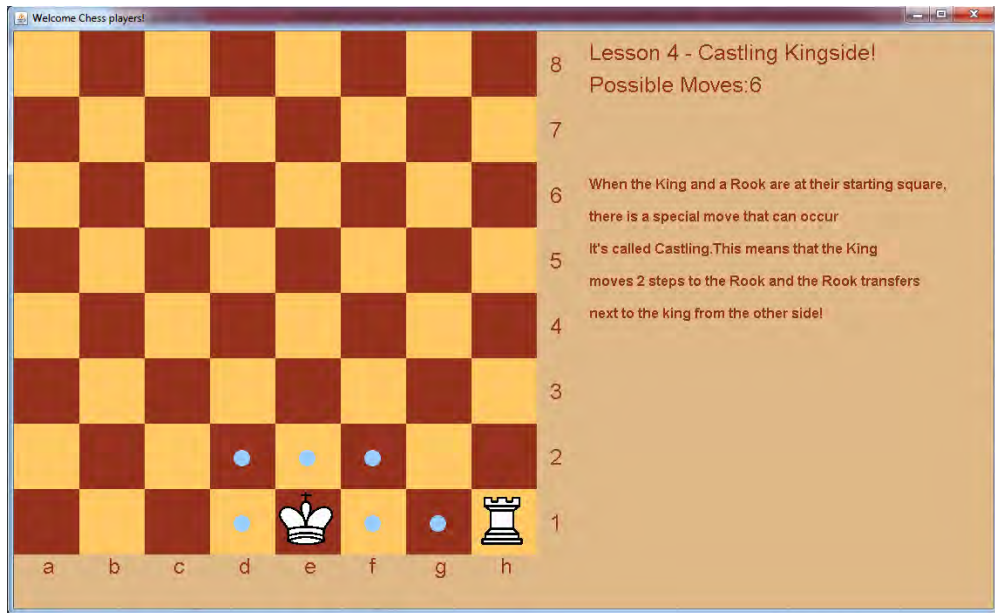 Welcome Chess players!
Lesson 4 - Castling Kingside!
Possible Moves:6
When the King and a Rook are at their starting square,
there is a special move that can occur
It's called Castling.This means that the King
moves 2 steps to the Rook and the Rook transfers
next to the king from the other side!
8
7
6
5
4
3
2
1
a b c d e f g h